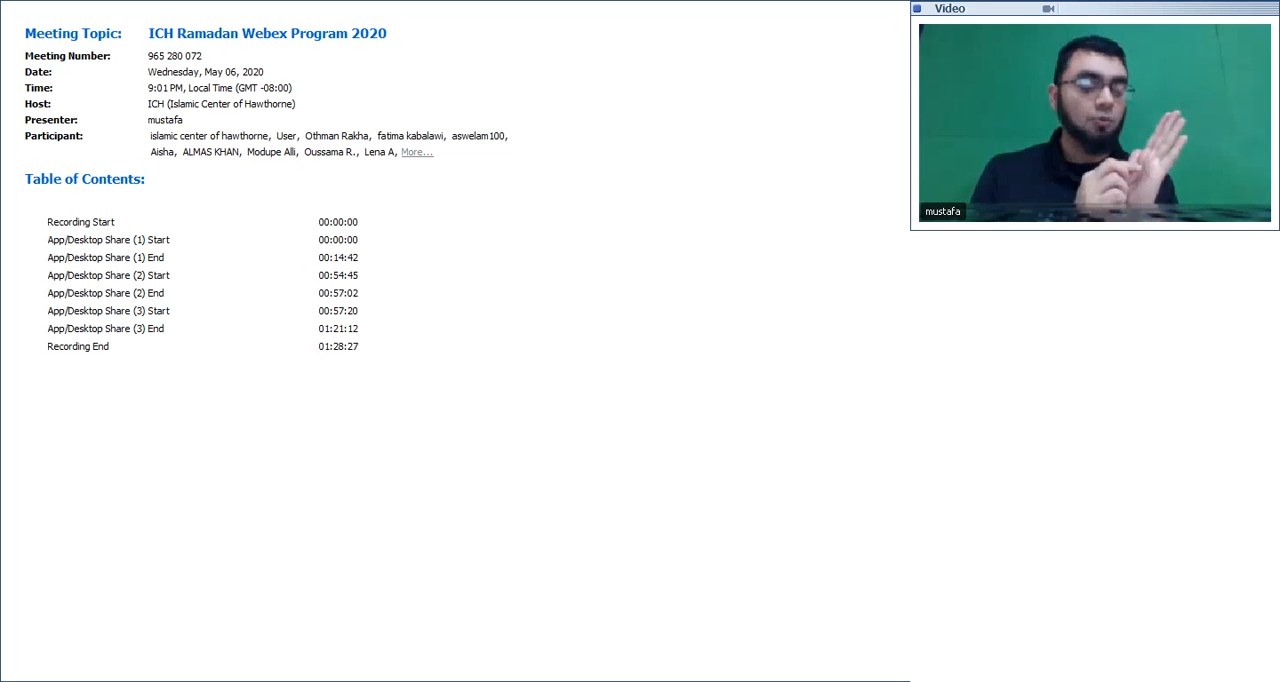 Meeting Topic: ICH Ramadan Webex Program 2020
Meeting Number: 965 280 072
Date: Wednesday, May 06, 2020
Time: 9:01 PM, Local Time (GMT -08:00)
Host: ICH (Islamic Center of Hawthorne)
Presenter: mustafa
Participant: islamic center of hawthorne, User, Othman Rakha, fatima kabalawi, aswelam100,
Aisha, ALMAS KHAN, Modupe Alli, Oussama R., Lena A, More...
Table of Contents:
Recording Start 00:00:00
App/Desktop Share (1) Start 00:00:00
App/Desktop Share (1) End 00:14:42
App/Desktop Share (2) Start 00:54:45
App/Desktop Share (2) End 00:57:02
App/Desktop Share (3) Start 00:57:20
App/Desktop Share (3) End 01:21:12
Recording End 01:28:27
Video
mustafa